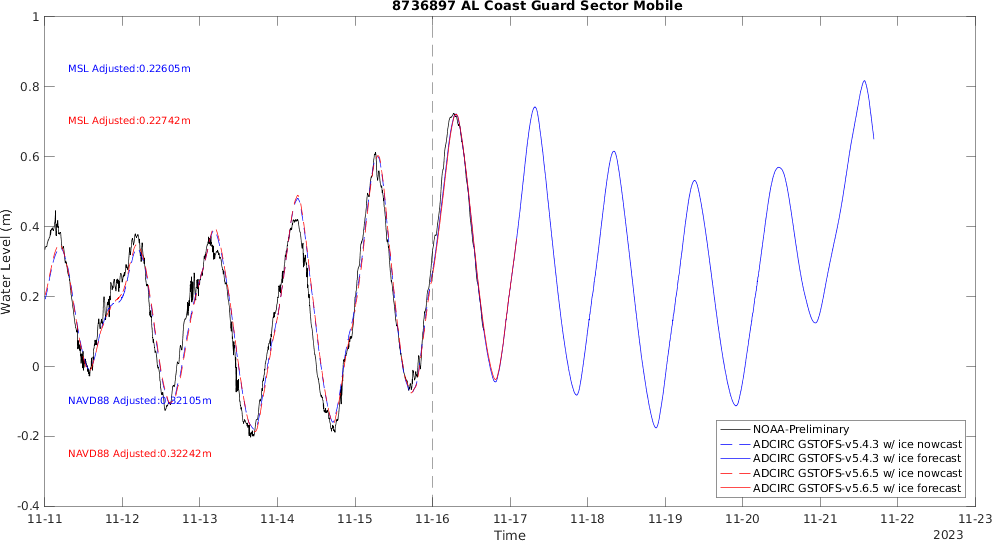 8736897 AL Coast Guard Sector Mobile
1
0.8
0.6
0.4
0.2
0
-0.2
-0.4
Water Level (m)
MSL Adjusted:0.22605m
MSL Adjusted:0.22742m
NAVD88 Adjusted:0.32105m
NAVD88 Adjusted:0.32242m
NOAA-Preliminary
ADCIRC GSTOFS-v5.4.3 w/ ice nowcast
ADCIRC GSTOFS-v5.4.3 w/ ice forecast
ADCIRC GSTOFS-v5.6.5 w/ ice nowcast
ADCIRC GSTOFS-v5.6.5 w/ ice forecast
11-11 11-12 11-13 11-14 11-15 11-16 11-17 11-18 11-19 11-20 11-21 11-22 11-23
Time
2023